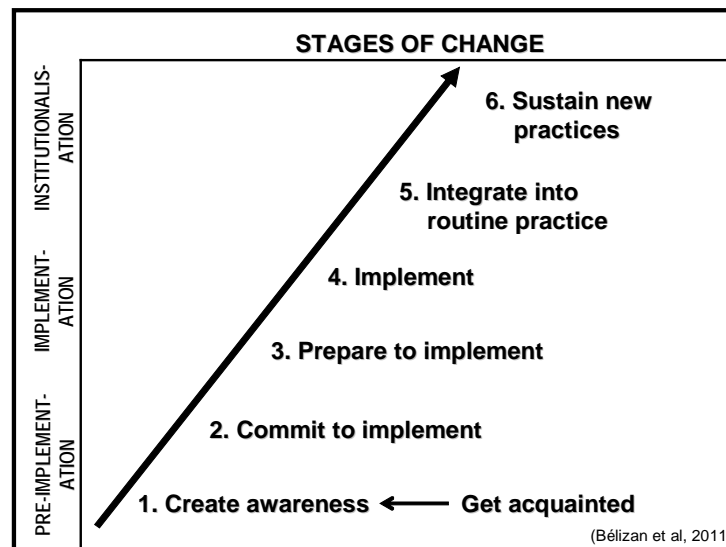 STAGES OF CHANGE
INSTITUTIONALIS-
ATION
IMPLEMENT-
ATION
PRE-IMPLEMENT-
ATION
6. Sustain new
practices
5. Integrate into
routine practice
4. Implement
3. Prepare to implement
2. Commit to implement
1. Create awareness
Get acquainted
(Bélizan et al, 2011